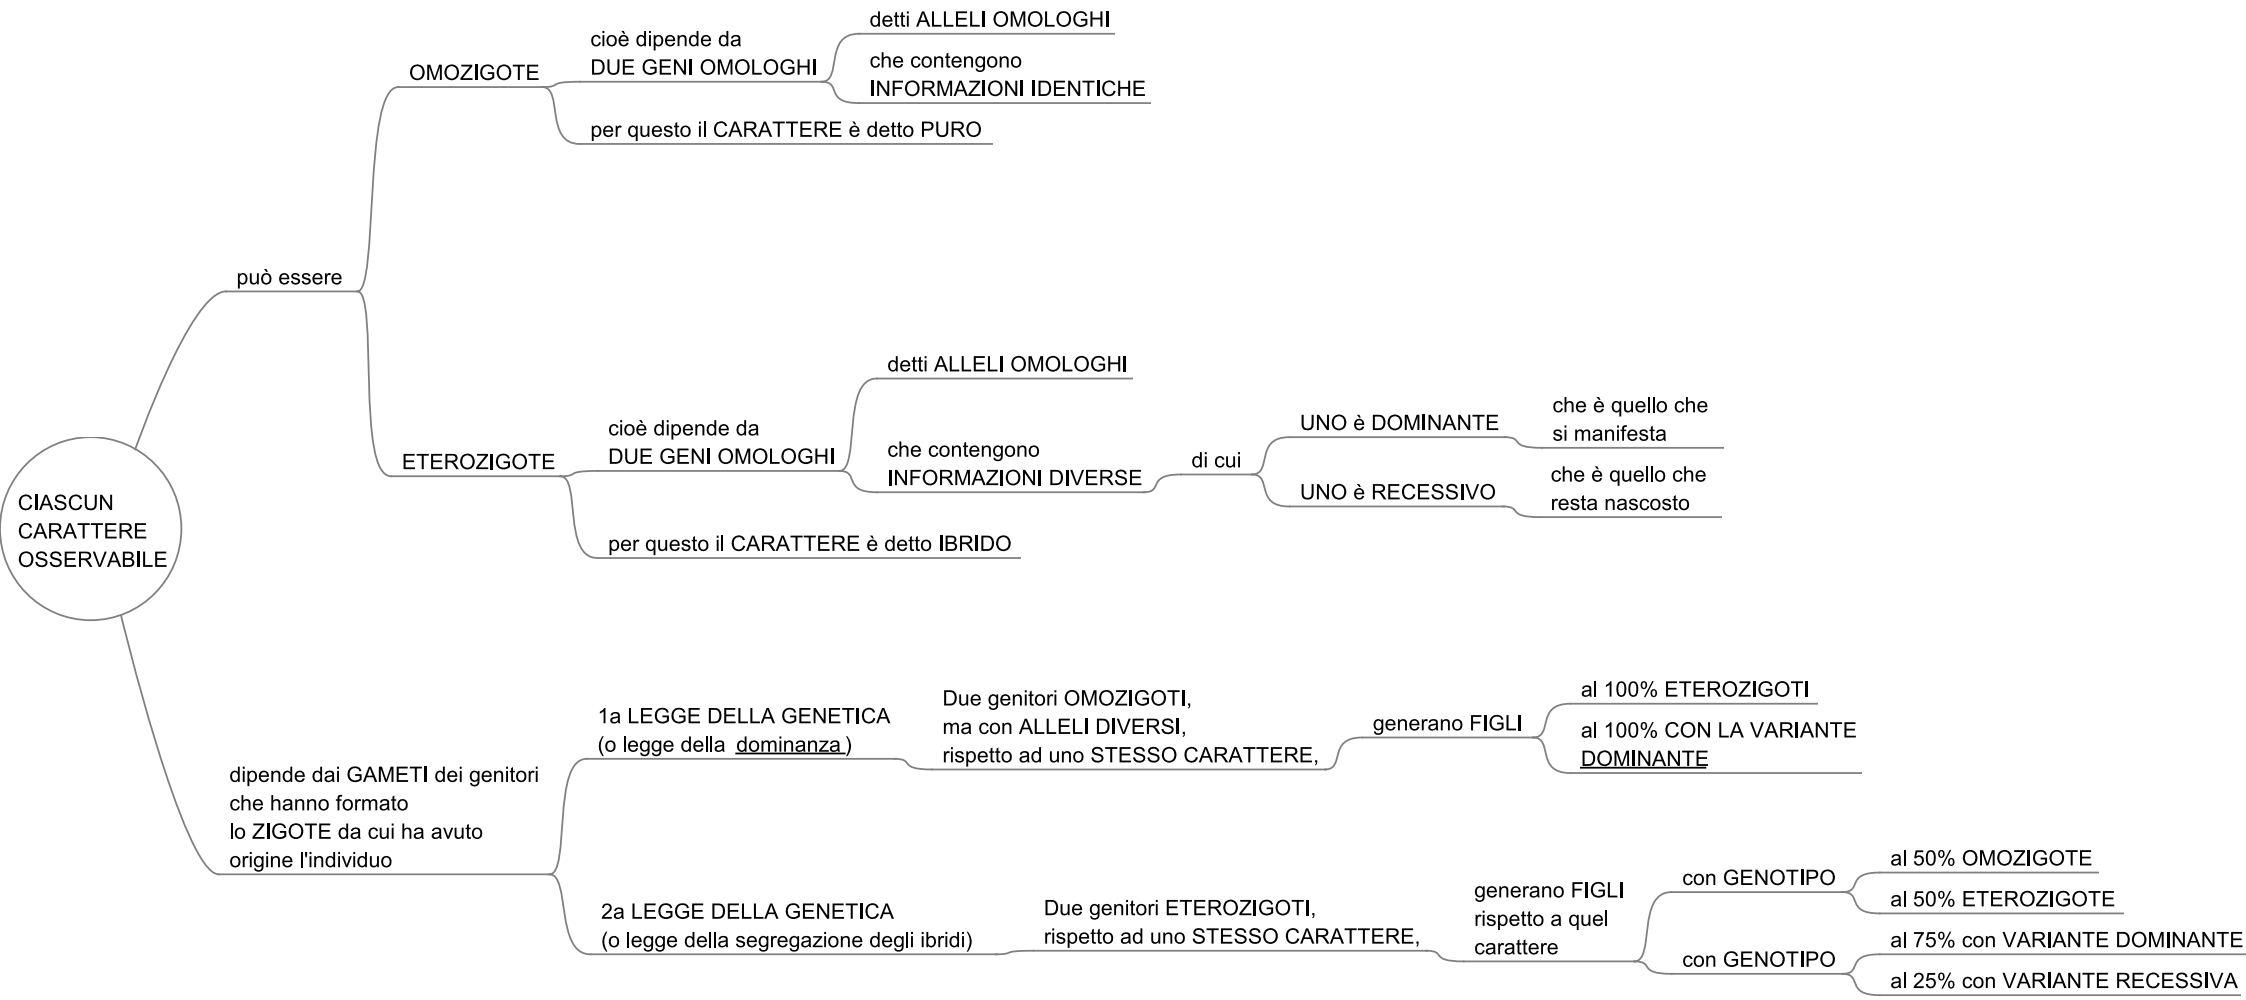 CIASCUN
CARATTERE
OSSERVABILE
può essere
OMOZIGOTE
cioè dipende da
DUE GENI OMOLOGHI
detti ALLELI OMOLOGHI
che contengono
INFORMAZIONI IDENTICHE
per questo il CARATTERE è detto PURO
ETEROZIGOTE
cioè dipende da
DUE GENI OMOLOGHI
detti ALLELI OMOLOGHI
che contengono
INFORMAZIONI DIVERSE
di cui
UNO è DOMINANTE
che è quello che
si manifesta
UNO è RECESSIVO
che è quello che
resta nascosto
per questo il CARATTERE è detto IBRIDO
dipende dai GAMETI dei genitori
che hanno formato
lo ZIGOTE da cui ha avuto
origine l'individuo
1a LEGGE DELLA GENETICA
(o legge della dominanza )
Due genitori OMOZIGOTI,
ma con ALLELI DIVERSI,
rispetto ad uno STESSO CARATTERE,
generano FIGLI
al 100% ETEROZIGOTI
al 100% CON LA VARIANTE
DOMINANTE
2a LEGGE DELLA GENETICA
(o legge della segregazione degli ibridi)
Due genitori ETEROZIGOTI,
rispetto ad uno STESSO CARATTERE,
generano FIGLI
rispetto a quel
carattere
con GENOTIPO
al 50% OMOZIGOTE
al 50% ETEROZIGOTE
con GENOTIPO
al 75% con VARIANTE DOMINANTE
al 25% con VARIANTE RECESSIVA